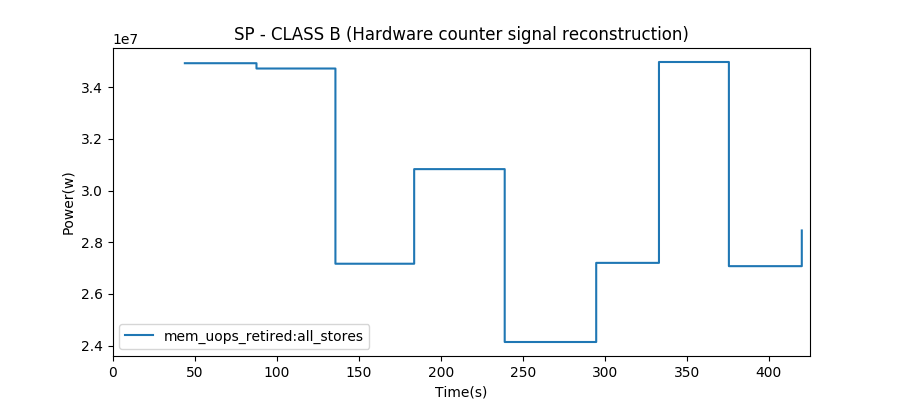 SP - CLASS B (Hardware counter signal reconstruction)
1e7
3.4
3.2
3.0
2.8
2.6
2.4
Power(w)
mem_uops_retired:all_stores
0 50 100 150 200 250 300 350 400
Time(s)